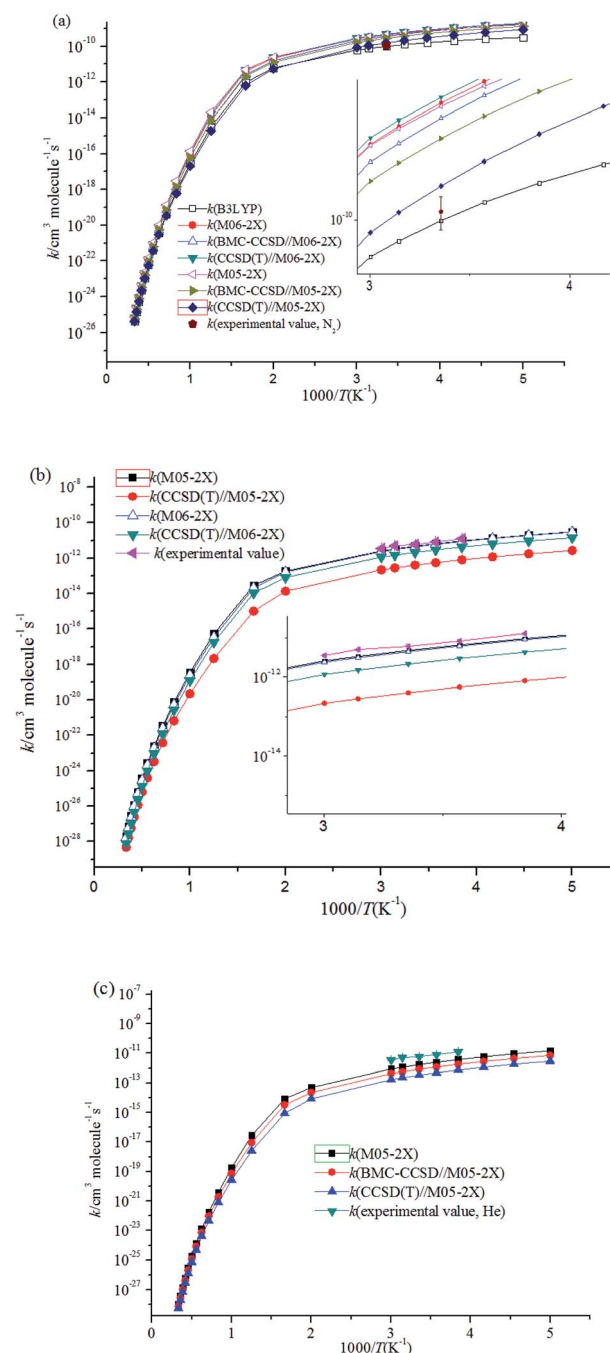 (a)
10⁻¹⁰
10⁻¹²
10⁻¹⁴
10⁻¹⁶
10⁻¹⁸
10⁻²⁰
10⁻²²
10⁻²⁴
10⁻²⁶
k/cm³ molecule⁻¹s⁻¹
k(B3LYP)
k(M06-2X)
k(BMC-CCSD//M06-2X)
k(CCSD(T)//M06-2X)
k(M05-2X)
k(BMC-CCSD//M05-2X)
k(CCSD(T)//M05-2X)
k(experimental value, N₂)
10⁻¹⁰
3 4
0 1 2 3 4 5 6
1000/T(K⁻¹)
(b)
k(M05-2X)
k(CCSD(T)//M05-2X)
k(M06-2X)
k(CCSD(T)//M06-2X)
k(experimental value)
10⁻⁸
10⁻¹⁰
10⁻¹²
10⁻¹⁴
10⁻¹⁶
10⁻¹⁸
10⁻²⁰
10⁻²²
10⁻²⁴
10⁻²⁶
10⁻²⁸
k/cm³ molecule⁻¹s⁻¹
10⁻¹²
10⁻¹⁴
3 4
0 1 2 3 4 5
1000/T(K⁻¹)
(c)
10⁻⁷
10⁻⁹
10⁻¹¹
10⁻¹³
10⁻¹⁵
10⁻¹⁷
10⁻¹⁹
10⁻²¹
10⁻²³
10⁻²⁵
10⁻²⁷
k/cm³ molecule⁻¹s⁻¹
k(M05-2X)
k(BMC-CCSD//M05-2X)
k(CCSD(T)//M05-2X)
k(experimental value, He)
0 1 2 3 4 5
1000/T(K⁻¹)